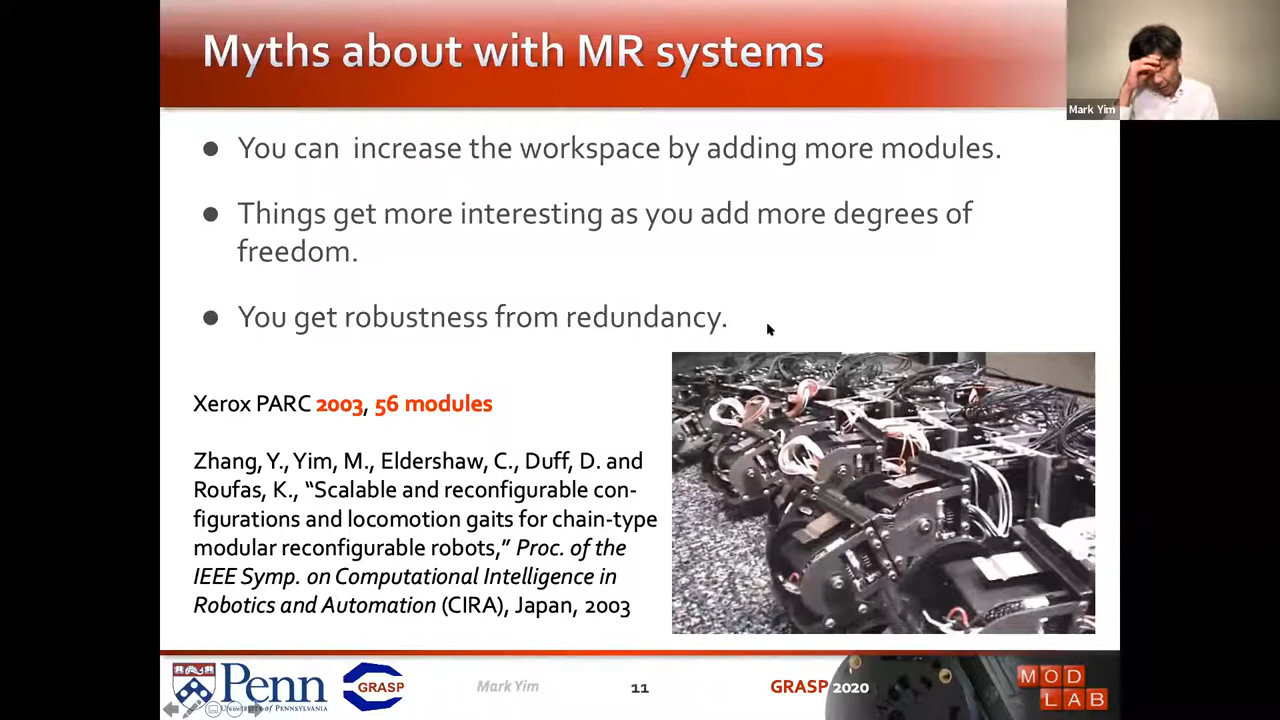 Myths about with MR systems
Mark Yim
● You can increase the workspace by adding more modules.
● Things get more interesting as you add more degrees of
freedom.
● You get robustness from redundancy.
Xerox PARC 2003, 56 modules
Zhang, Y., Yim, M., Eldershaw, C., Duff, D. and
Roufas, K., “Scalable and reconfigurable con-
figurations and locomotion gaits for chain-type
modular reconfigurable robots,” Proc. of the
IEEE Symp. on Computational Intelligence in
Robotics and Automation (CIRA), Japan, 2003
Penn
UNIVERSITY OF PENNSYLVANIA
GRASP
Mark Yim
11
GRASP 2020
MOD
LAB